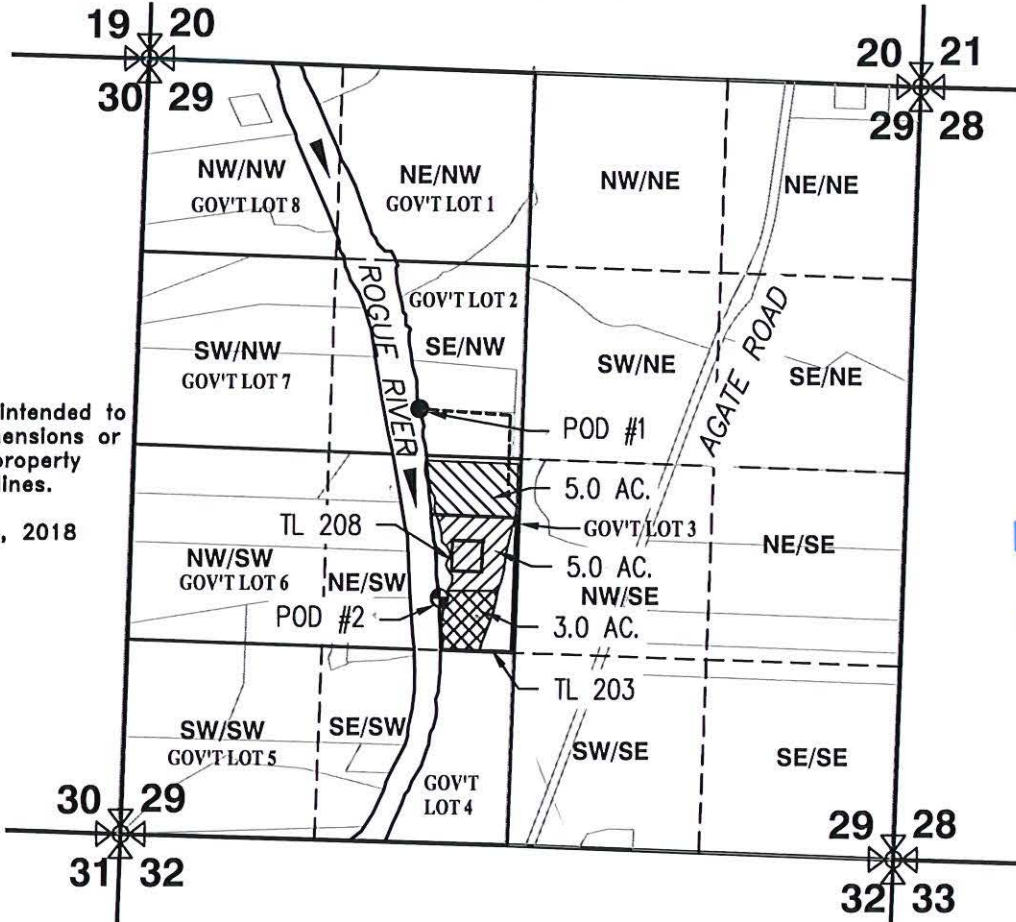 19 20
30 29
20 21
29 28
NW/NW
GOV'T LOT 8
NE/NW
GOV'T LOT 1
NW/NE
NE/NE
ROGUE RIVER
GOV'T LOT 2
SE/NW
SW/NW
GOV'T LOT 7
SW/NE
SE/NE
AGATE ROAD
intended to
ensions or
property
lines.
, 2018
POD #1
5.0 AC.
GOV'T LOT 3
TL 208
5.0 AC.
NE/SE
NW/SW
GOV'T LOT 6
NE/SW
NW/SE
POD #2
3.0 AC.
TL 203
SW/SW
GOV'T LOT 5
SE/SW
GOV'T
LOT 4
SW/SE
SE/SE
30 29
31 32
29 28
32 33